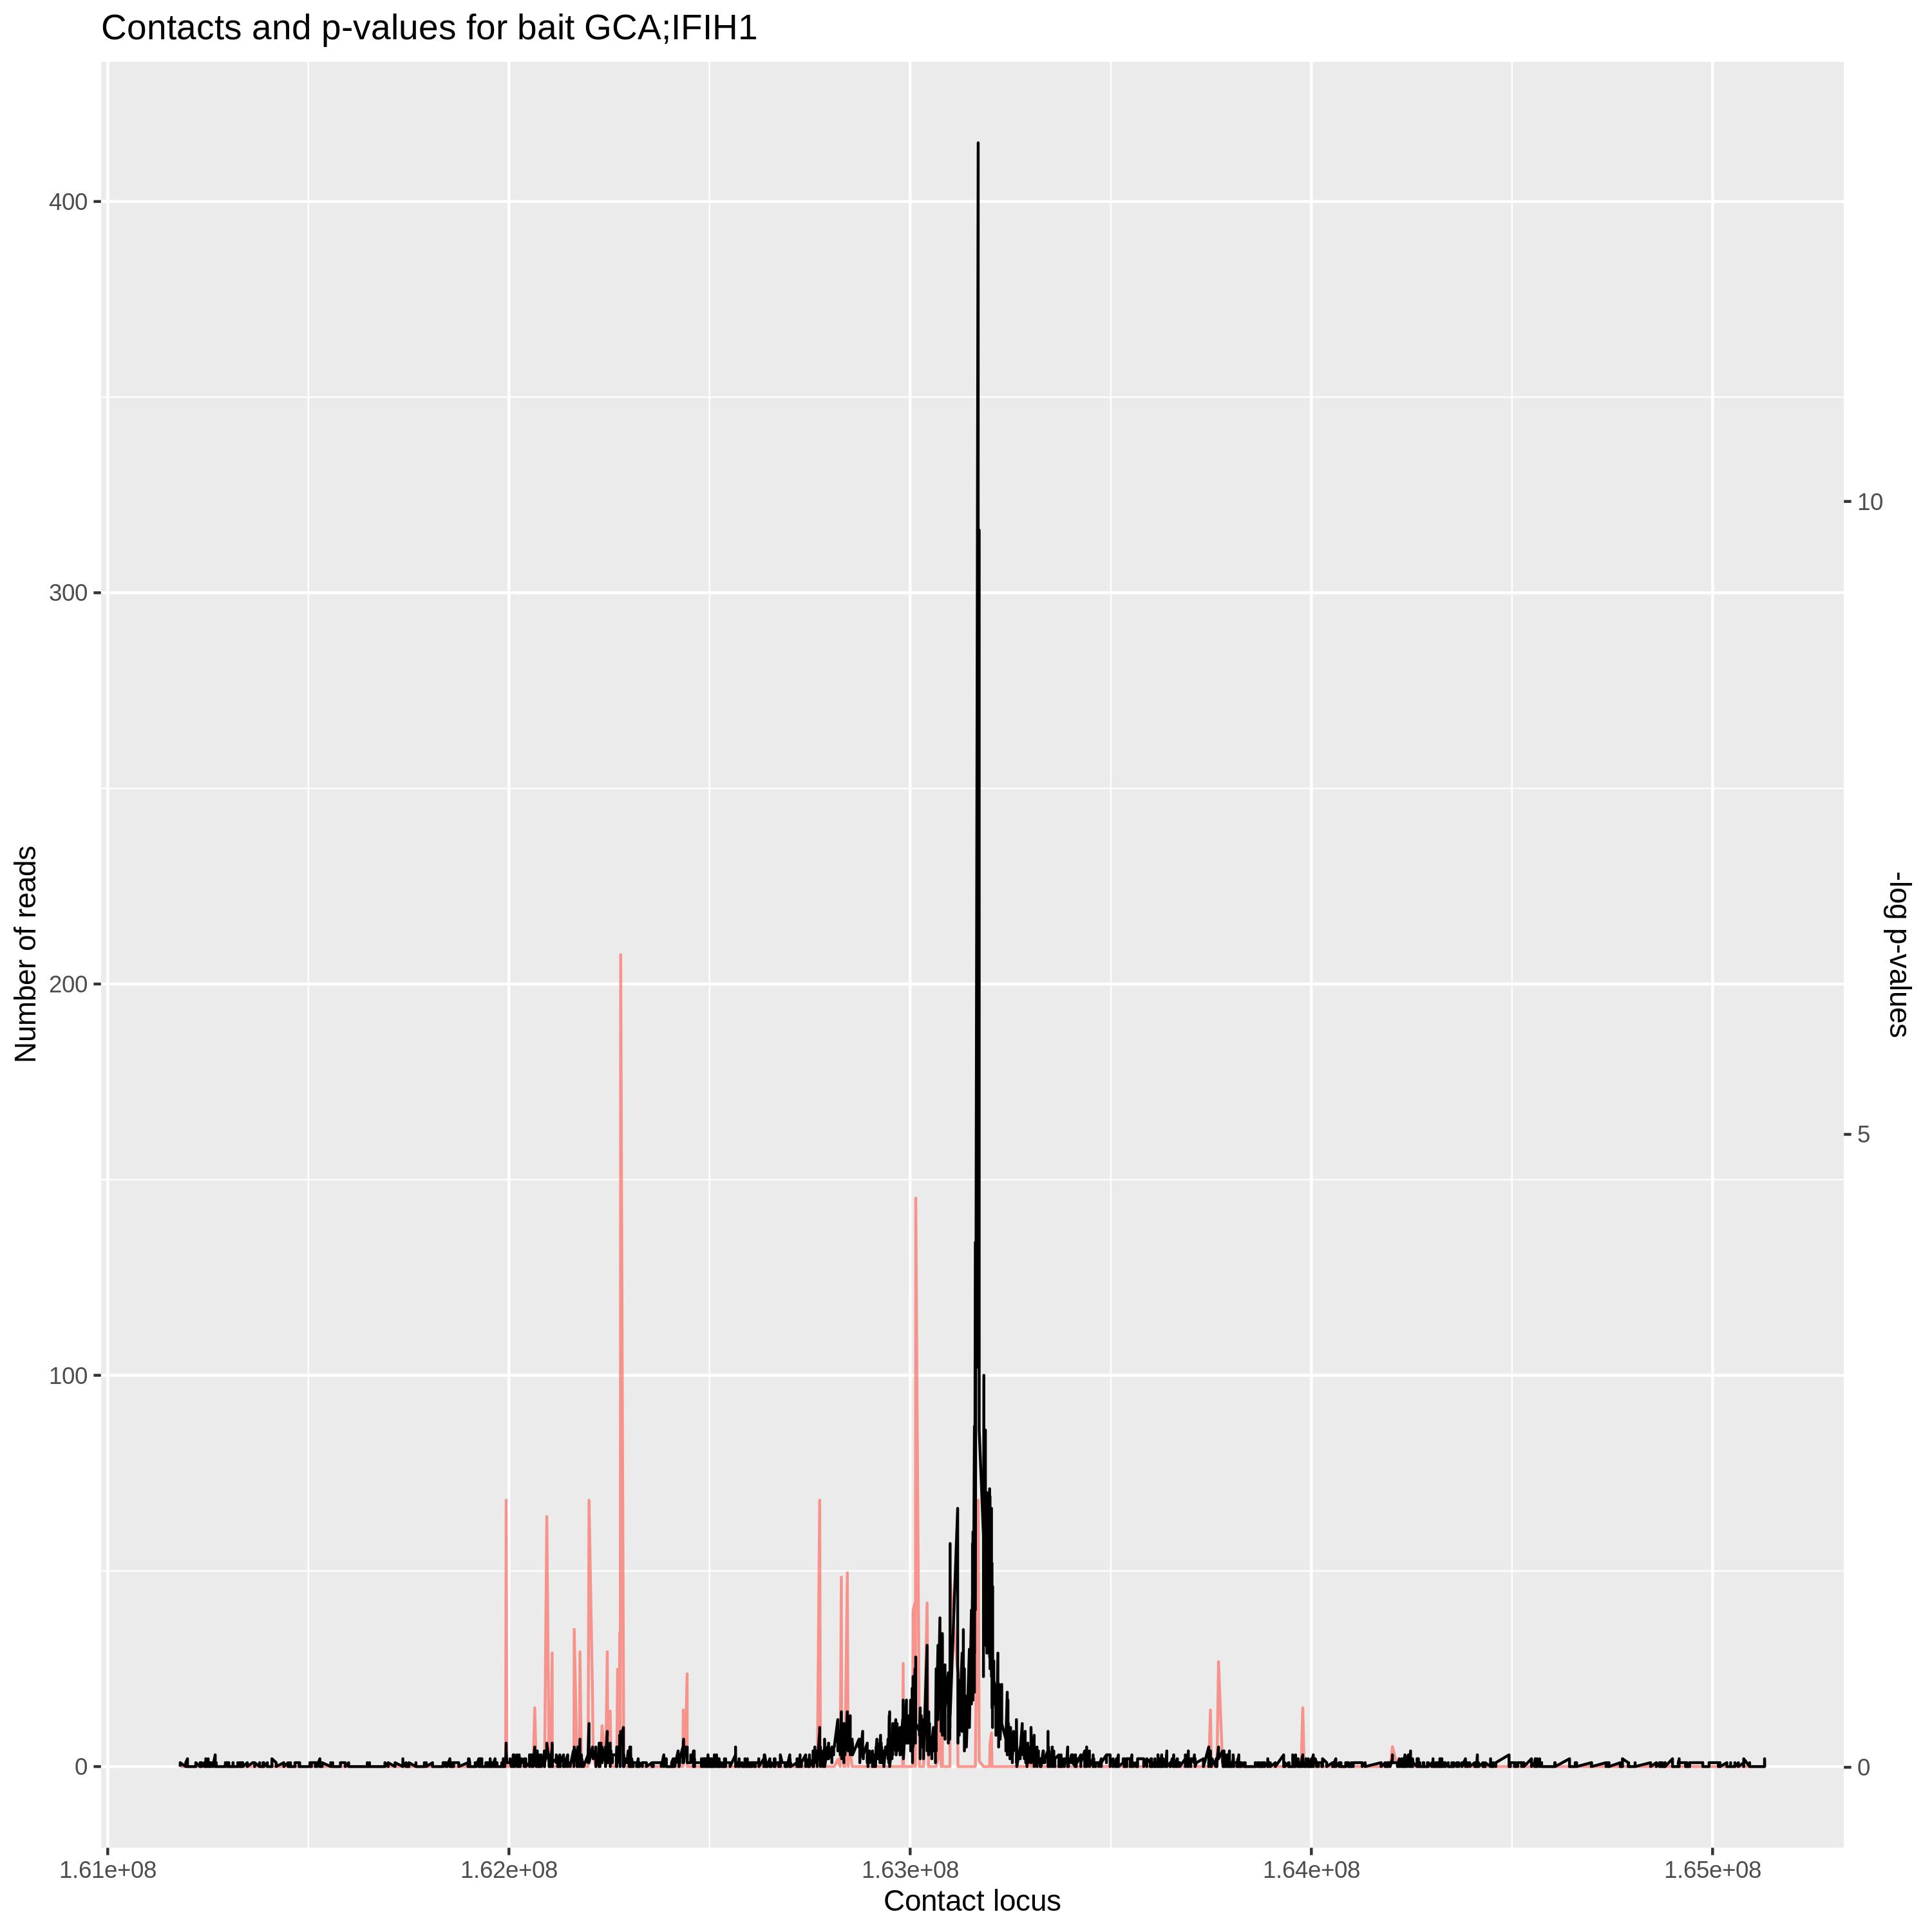 Contacts and p-values for bait GCA;IFIH1
400
300
200
100
0
Number of reads
10
5
0
-log p-values
1.61e+08
1.62e+08
1.63e+08
1.64e+08
1.65e+08
Contact locus